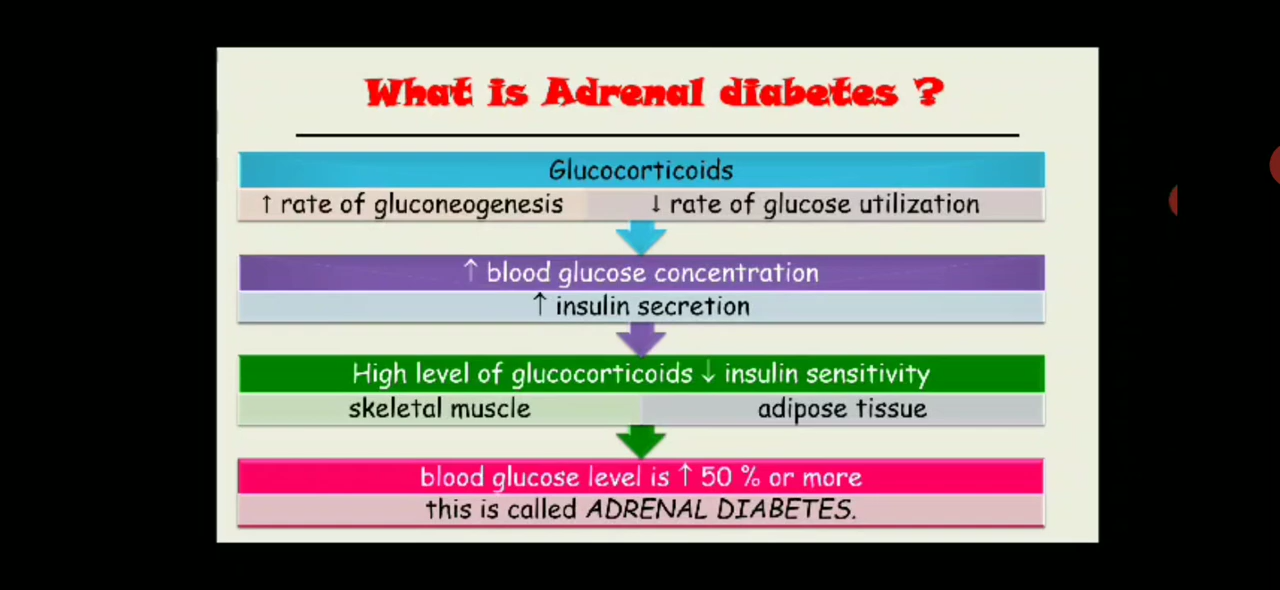 What is Adrenal diabetes ?
Glucocorticoids
↑ rate of gluconeogenesis ↓ rate of glucose utilization
↑ blood glucose concentration
↑ insulin secretion
High level of glucocorticoids ↓ insulin sensitivity
skeletal muscle adipose tissue
blood glucose level is ↑ 50 % or more
this is called ADRENAL DIABETES.